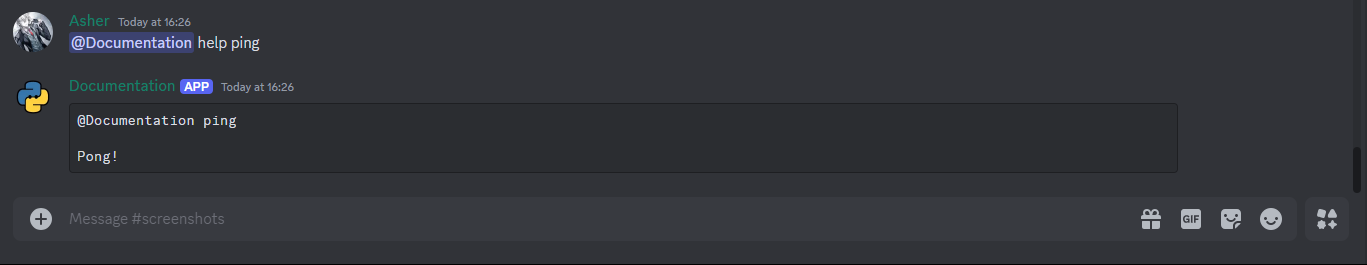 Asher Today at 16:26
@Documentation help ping
Documentation APP Today at 16:26
@Documentation ping
Pong!
Message #screenshots
GIF